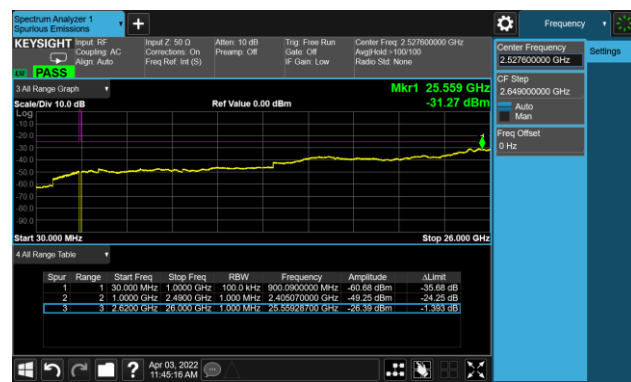 Spectrum Analyzer 1
Spurious Emissions
Frequency
KEYSIGHT
Input: RF
Coupling: AC
Align: Auto
Input Z: 50 Ω
Corrections: On
Freq Ref: Int (S)
Atten: 10 dB
Preamp: Off
Trig: Free Run
Gate: Off
IF Gain: Low
Center Freq: 2.527600000 GHz
Avg|Hold:>100/100
Radio Std: None
PASS
Center Frequency
2.527600000 GHz
Settings
CF Step
2.649000000 GHz
Auto
Man
Freq Offset
0 Hz
3 All Range Graph
Mkr1 25.559 GHz
Scale/Div 10.0 dB
Ref Value 0.00 dBm
-31.27 dBm
Log
-10.0
-20.0
-30.0
-40.0
-50.0
-60.0
-70.0
-80.0
-90.0
1
Start 30.000 MHz
Stop 26.000 GHz
4 All Range Table
Spur Range Start Freq Stop Freq RBW Frequency Amplitude ΔLimit
1 1 30.000 MHz 1.0000 GHz 100.0 kHz 900.0900000 MHz -60.68 dBm -35.68 dB
2 2 1.0000 GHz 2.4900 GHz 1.000 MHz 2.405070000 GHz -49.25 dBm -24.25 dB
3 3 2.6200 GHz 26.000 GHz 1.000 MHz 25.55928700 GHz -26.39 dBm -1.393 dB
Apr 03, 2022
11:45:16 AM